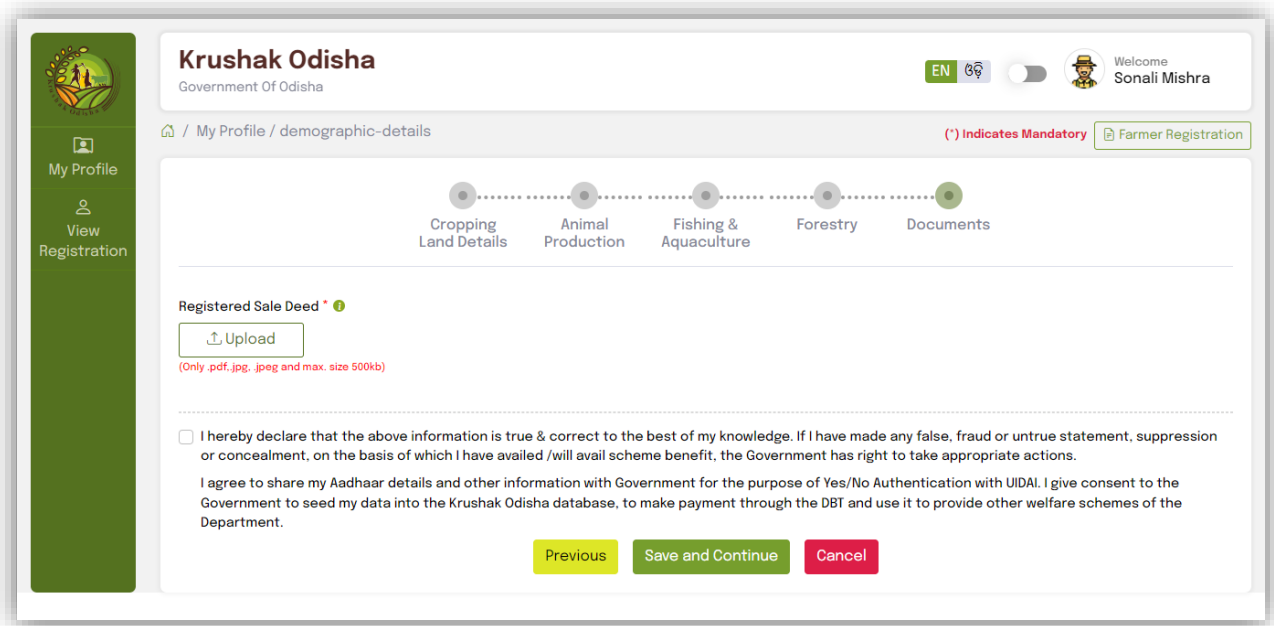 Krushak Odisha
Government Of Odisha
EN ଓଡ଼ି
Welcome
Sonali Mishra
Krushak Odisha
/ My Profile / demographic-details
(*) Indicates Mandatory
Farmer Registration
My Profile
View
Registration
Cropping
Land Details
Animal
Production
Fishing &
Aquaculture
Forestry
Documents
Registered Sale Deed *
Upload
(Only .pdf,.jpg, .jpeg and max. size 500kb)
I hereby declare that the above information is true & correct to the best of my knowledge. If I have made any false, fraud or untrue statement, suppression
or concealment, on the basis of which I have availed /will avail scheme benefit, the Government has right to take appropriate actions.
I agree to share my Aadhaar details and other information with Government for the purpose of Yes/No Authentication with UIDAI. I give consent to the
Government to seed my data into the Krushak Odisha database, to make payment through the DBT and use it to provide other welfare schemes of the
Department.
Previous
Save and Continue
Cancel